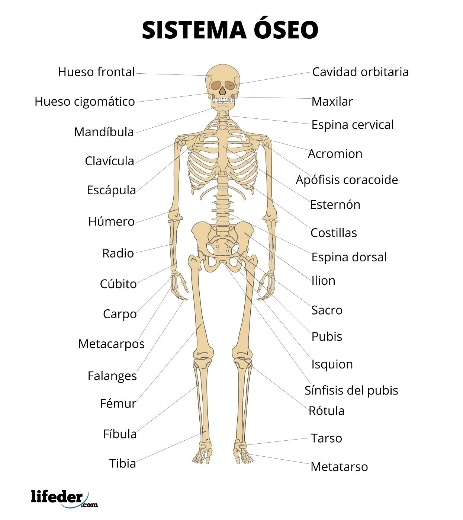 SISTEMA ÓSEO
Hueso frontal
Hueso cigomático
Mandíbula
Clavícula
Escápula
Húmero
Radio
Cúbito
Carpo
Metacarpos
Falanges
Fémur
Fíbula
Tibia
Cavidad orbitaria
Maxilar
Espina cervical
Acromion
Apófisis coracoide
Esternón
Costillas
Espina dorsal
Ilion
Sacro
Pubis
Isquion
Sínfisis del pubis
Rótula
Tarso
Metatarso
lifeder.com